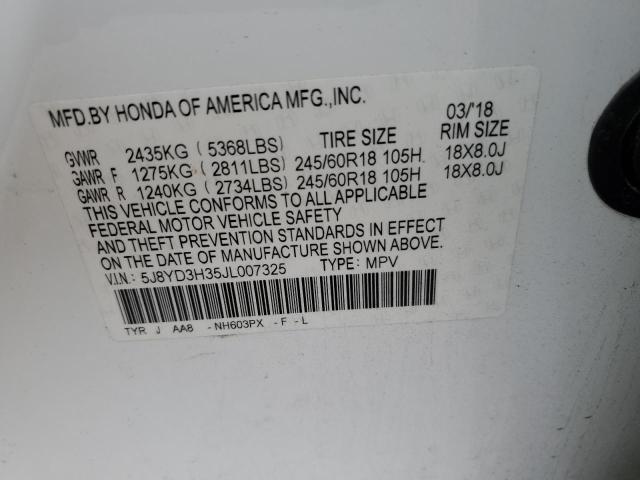 MFD.BY HONDA OF AMERICA MFG.,INC. 03/'18
TIRE SIZE RIM SIZE
GVWR 2435KG ( 5368LBS)
GAWR F 1275KG ( 2811LBS) 245/60R18 105H 18X8.0J
GAWR R 1240KG ( 2734LBS) 245/60R18 105H 18X8.0J
THIS VEHICLE CONFORMS TO ALL APPLICABLE
FEDERAL MOTOR VEHICLE SAFETY
AND THEFT PREVENTION STANDARDS IN EFFECT
ON THE DATE OF MANUFACTURE SHOWN ABOVE.
V.I.N.: 5J8YD3H35JL007325 TYPE: MPV
TYR J AA8 -NH603PX -F -L